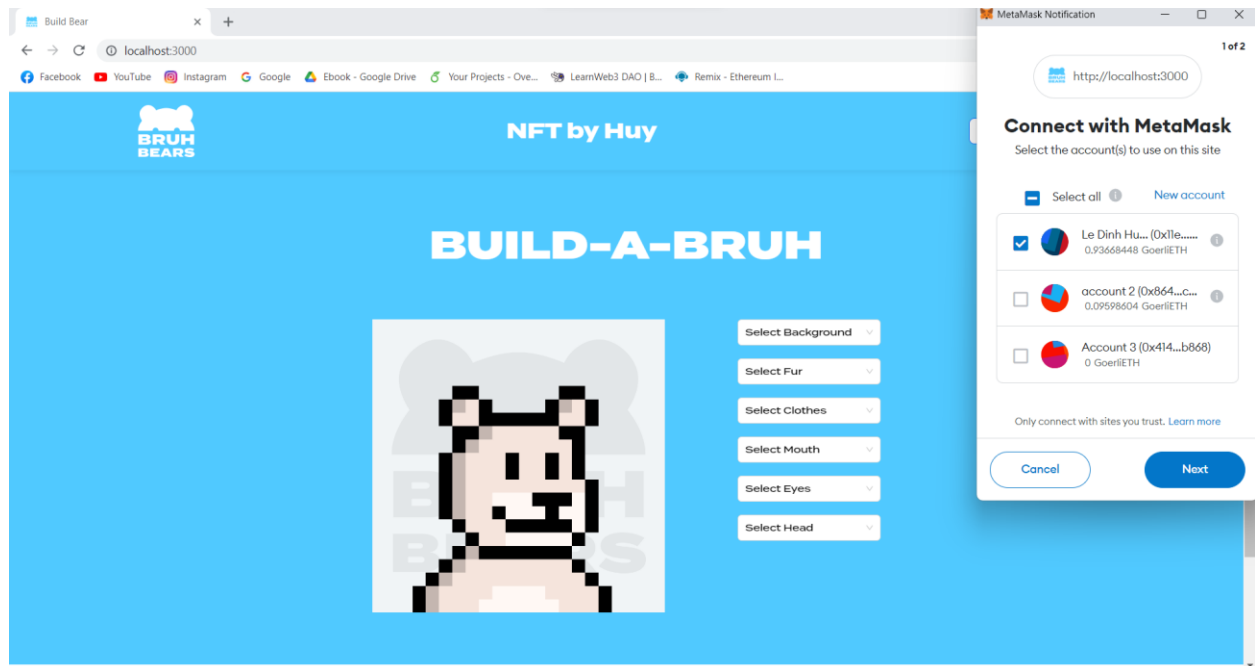 Build Bear
localhost:3000
Facebook YouTube Instagram Google Ebook - Google Drive Your Projects - Ove... LearnWeb3 DAO | B... Remix - Ethereum I...
BRUH
BEARS
NFT by Huy
BUILD-A-BRUH
Select Background
Select Fur
Select Clothes
Select Mouth
Select Eyes
Select Head
MetaMask Notification
1 of 2
http://localhost:3000
Connect with MetaMask
Select the account(s) to use on this site
Select all New account
Le Dinh Hu... (0x11e...
0.93668448 GoerliETH
account 2 (0x864...c...
0.09598604 GoerliETH
Account 3 (0x414...b868)
0 GoerliETH
Only connect with sites you trust. Learn more
Cancel Next